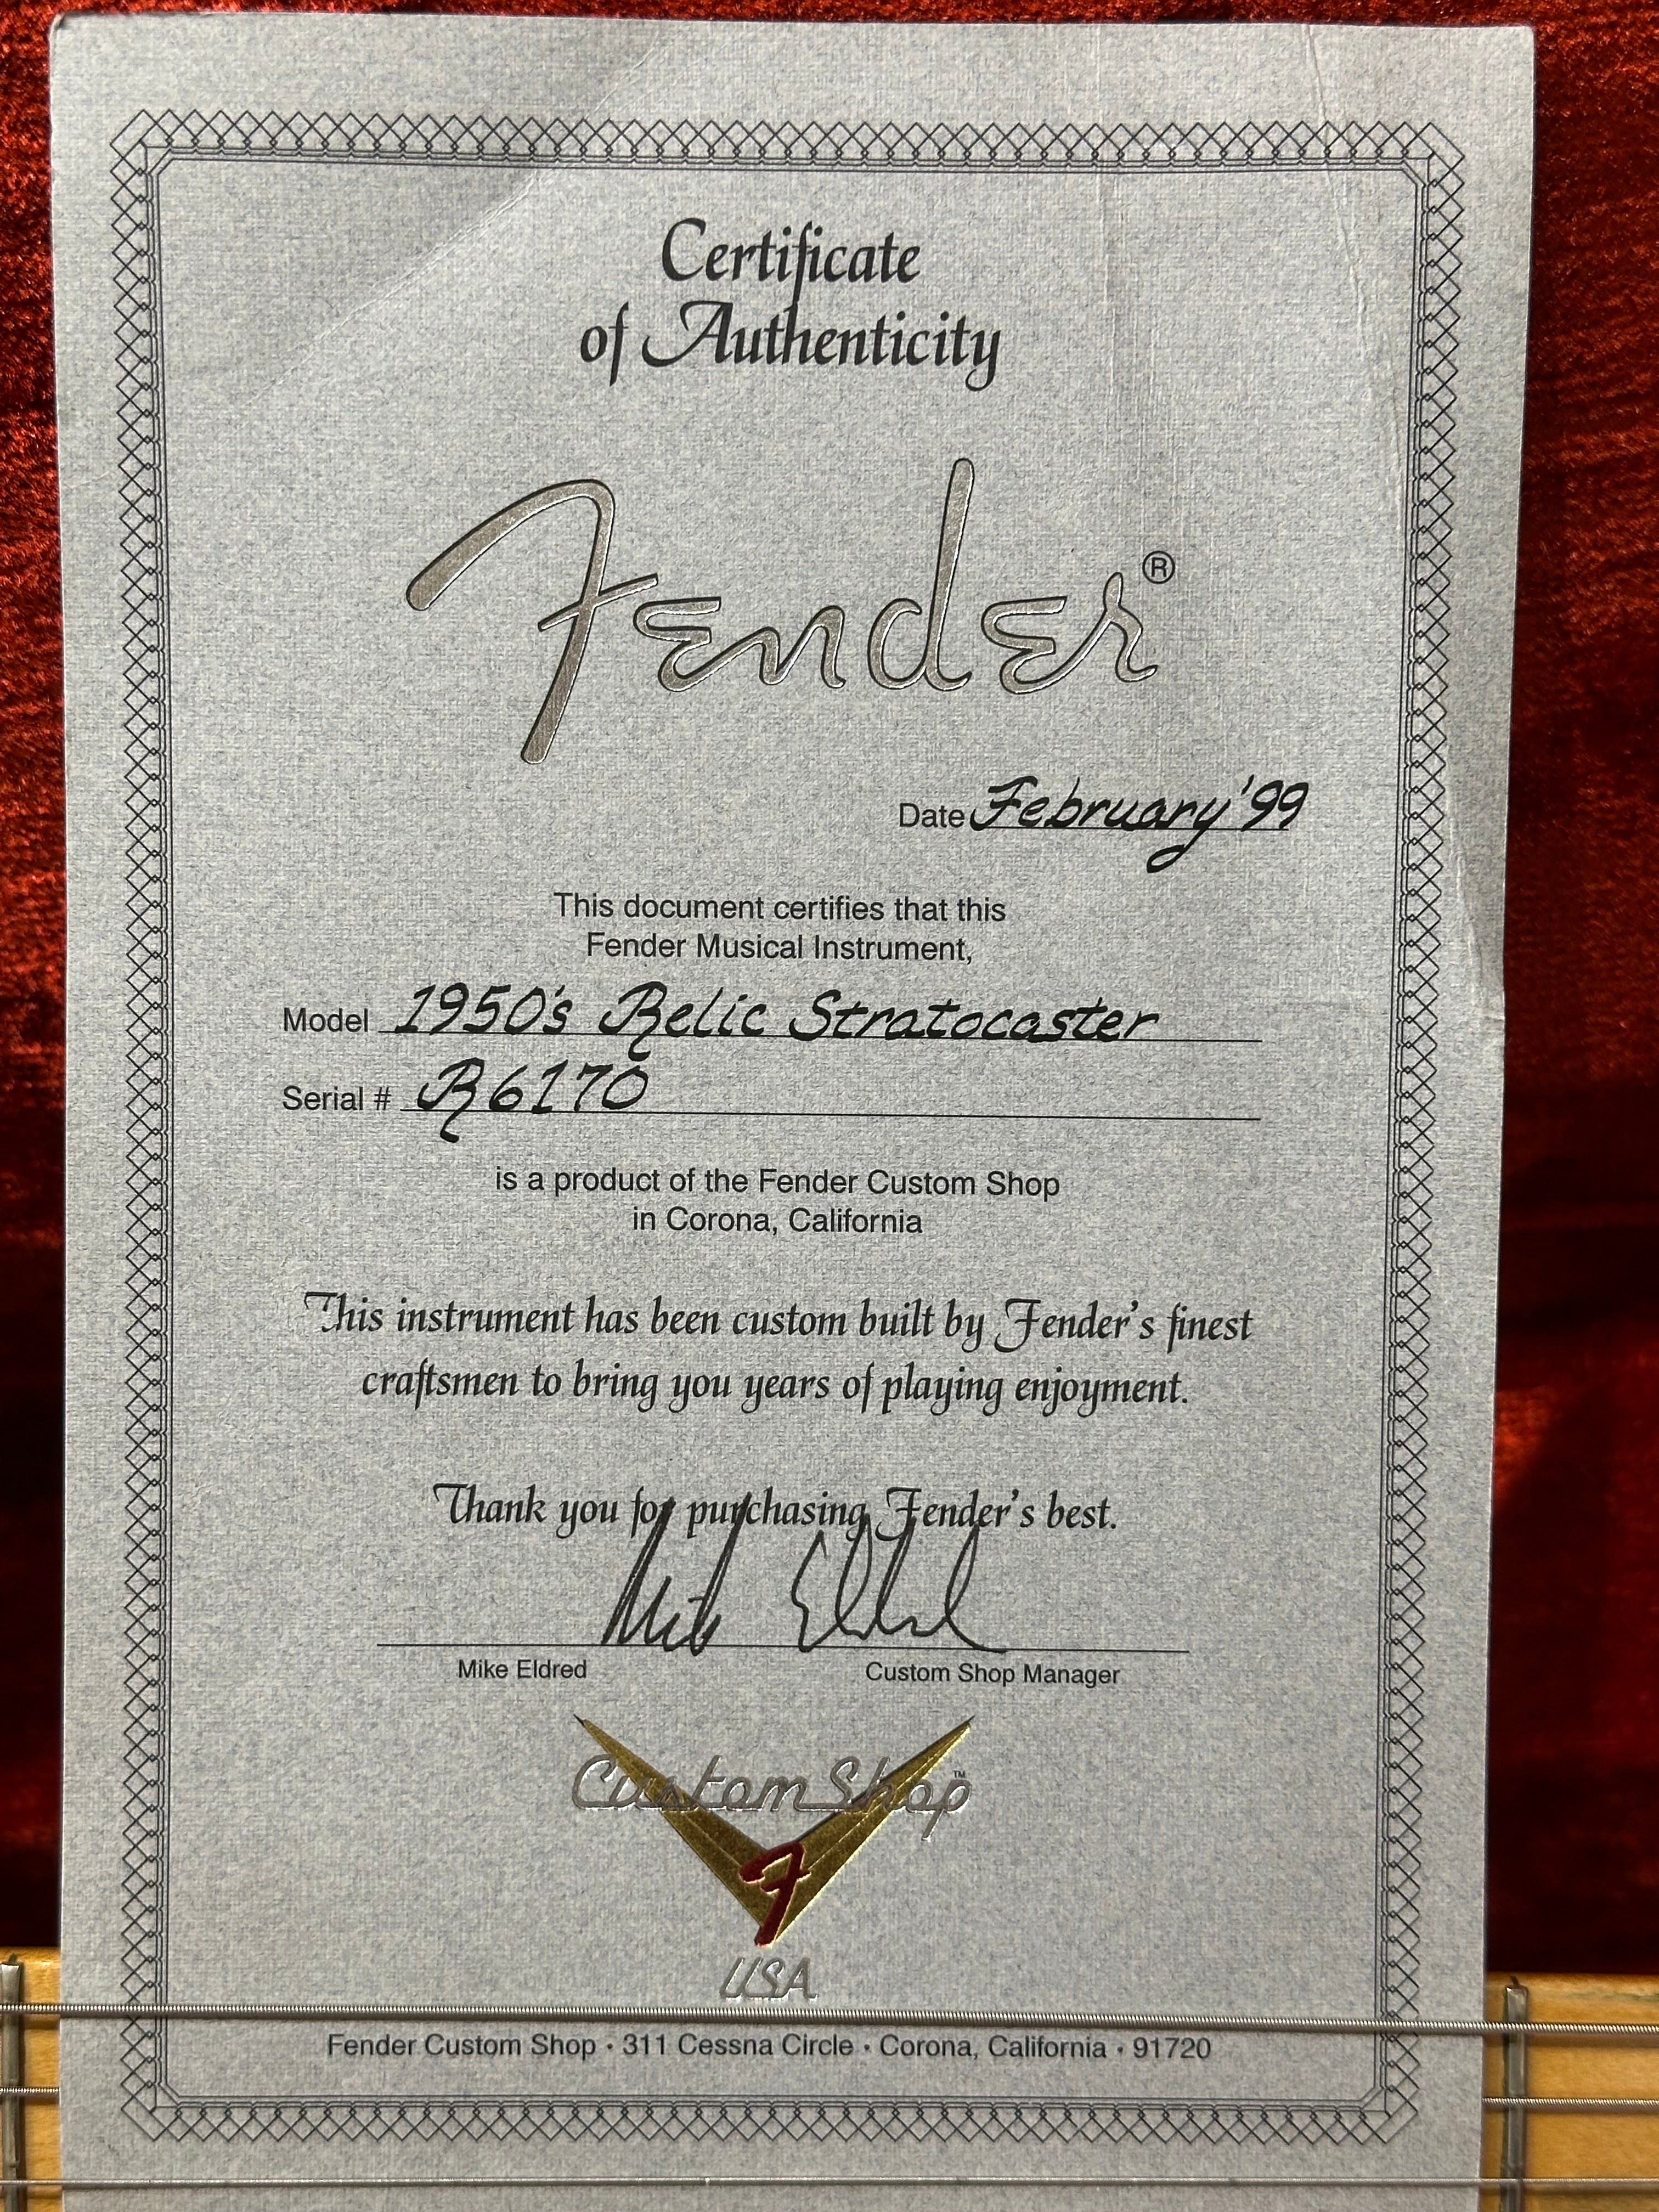 Certificate
of Authenticity
Fender®
Date February '99
This document certifies that this
Fender Musical Instrument,
Model 1950's Relic Stratocaster
Serial # R6170
is a product of the Fender Custom Shop
in Corona, California
This instrument has been custom built by Fender's finest
craftsmen to bring you years of playing enjoyment.
Thank you for purchasing Fender's best.
Mike Eldred
Mike Eldred Custom Shop Manager
Custom Shop™
F
USA
Fender Custom Shop • 311 Cessna Circle • Corona, California • 91720